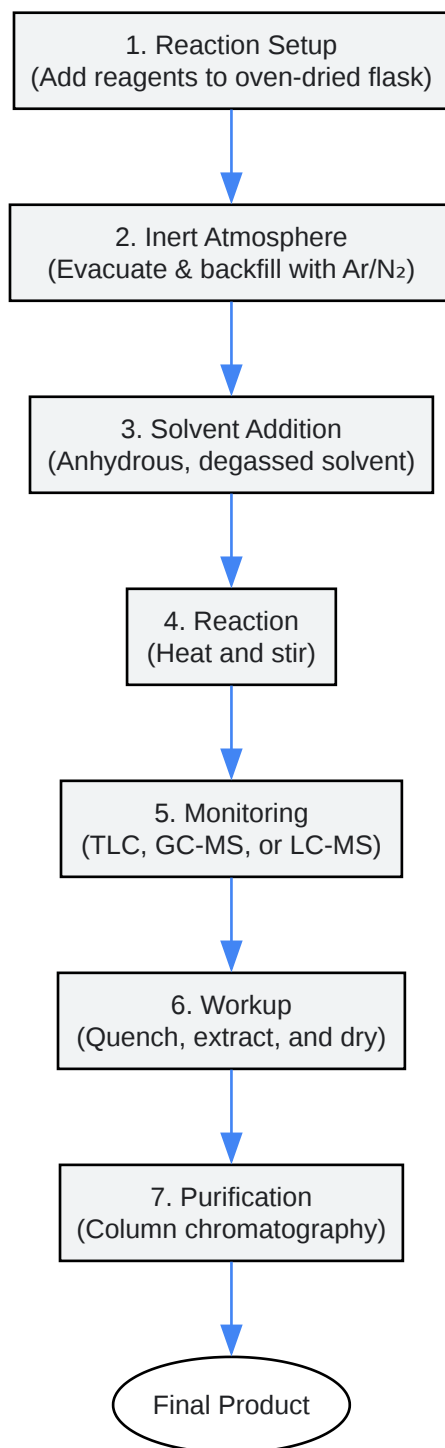 1. Reaction Setup
(Add reagents to oven-dried flask)
2. Inert Atmosphere
(Evacuate & backfill with Ar/N₂)
3. Solvent Addition
(Anhydrous, degassed solvent)
4. Reaction
(Heat and stir)
5. Monitoring
(TLC, GC-MS, or LC-MS)
6. Workup
(Quench, extract, and dry)
7. Purification
(Column chromatography)
Final Product